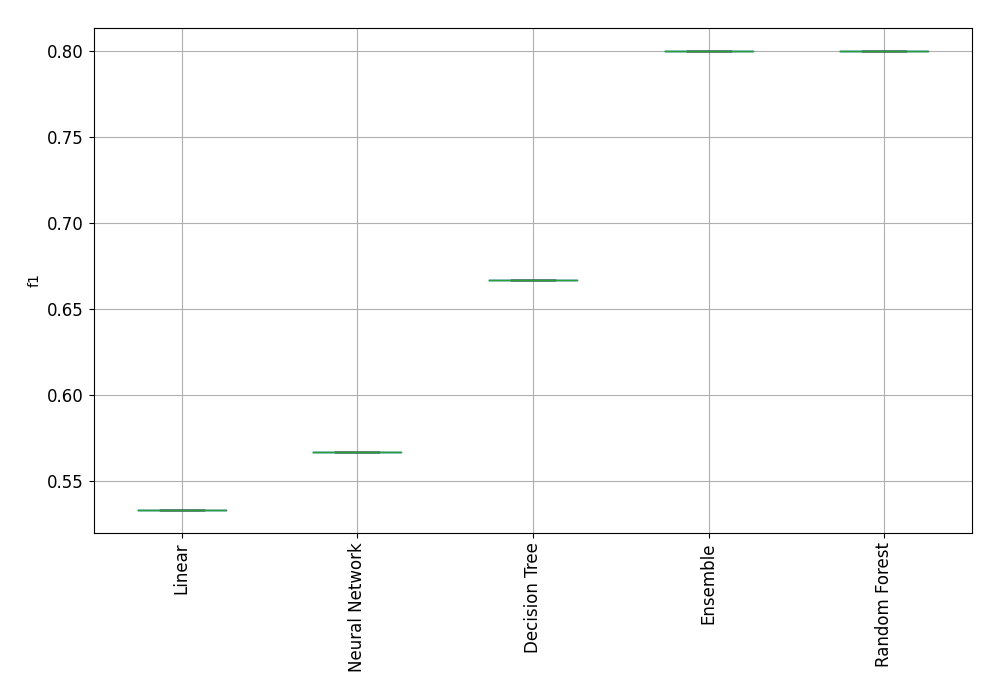 0.80
0.75
0.70
0.65
0.60
0.55
f1
Linear
Neural Network
Decision Tree
Ensemble
Random Forest